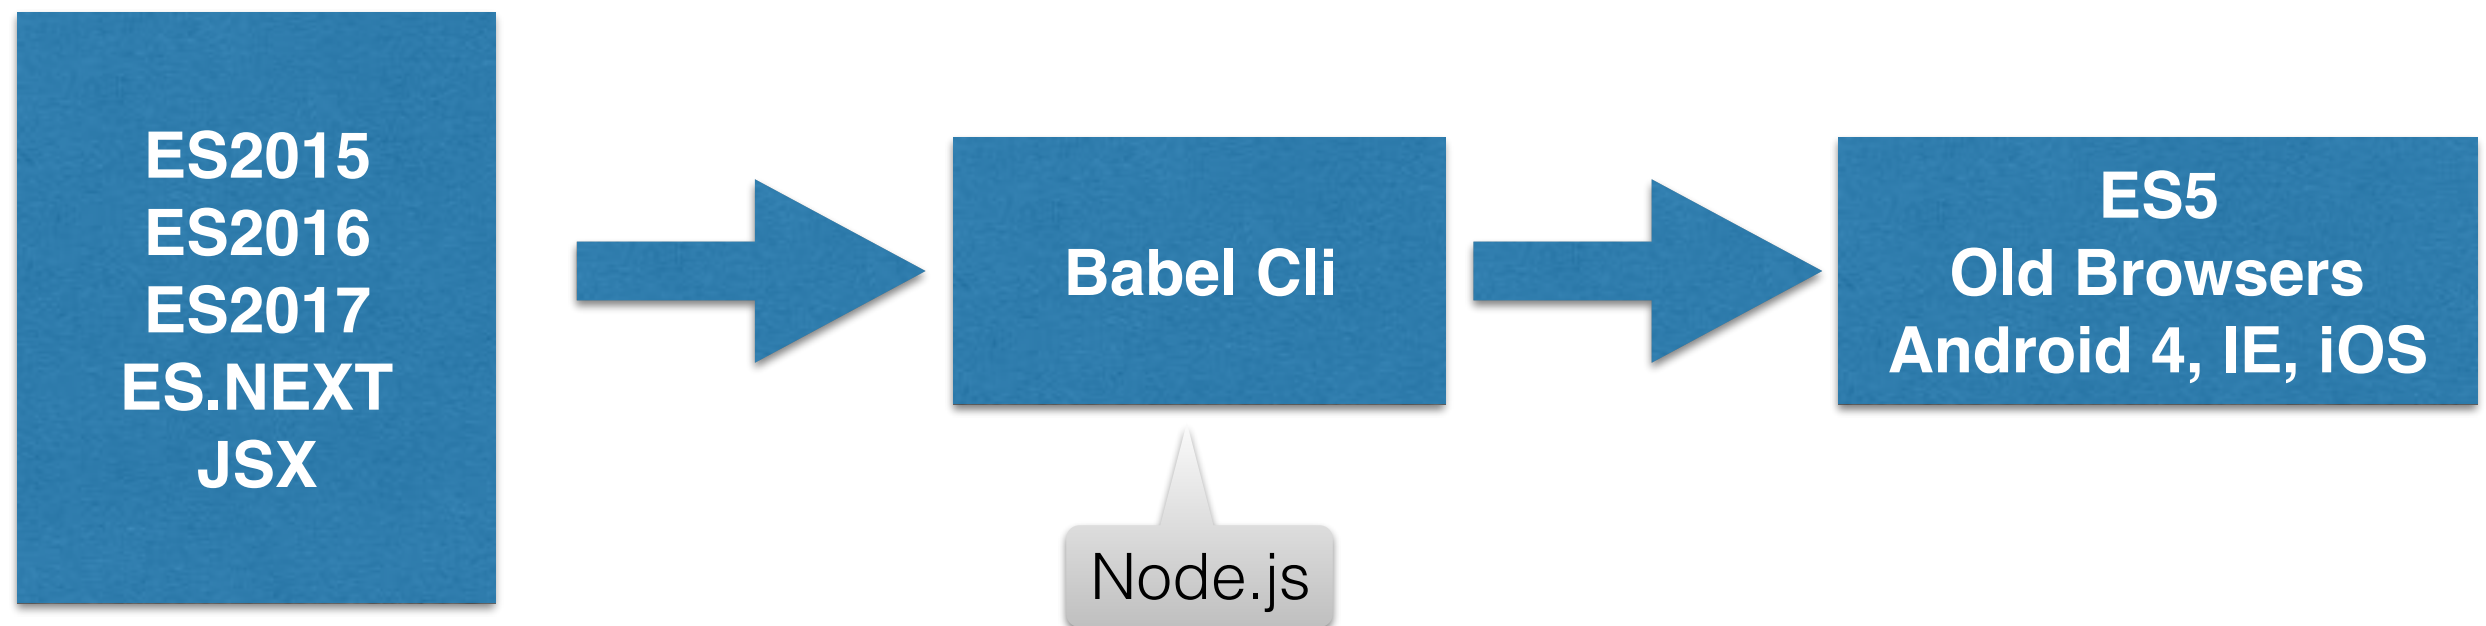 ES2015
ES2016
ES2017
ES.NEXT
JSX
Babel Cli
Node.js
ES5
Old Browsers
Android 4, IE, iOS